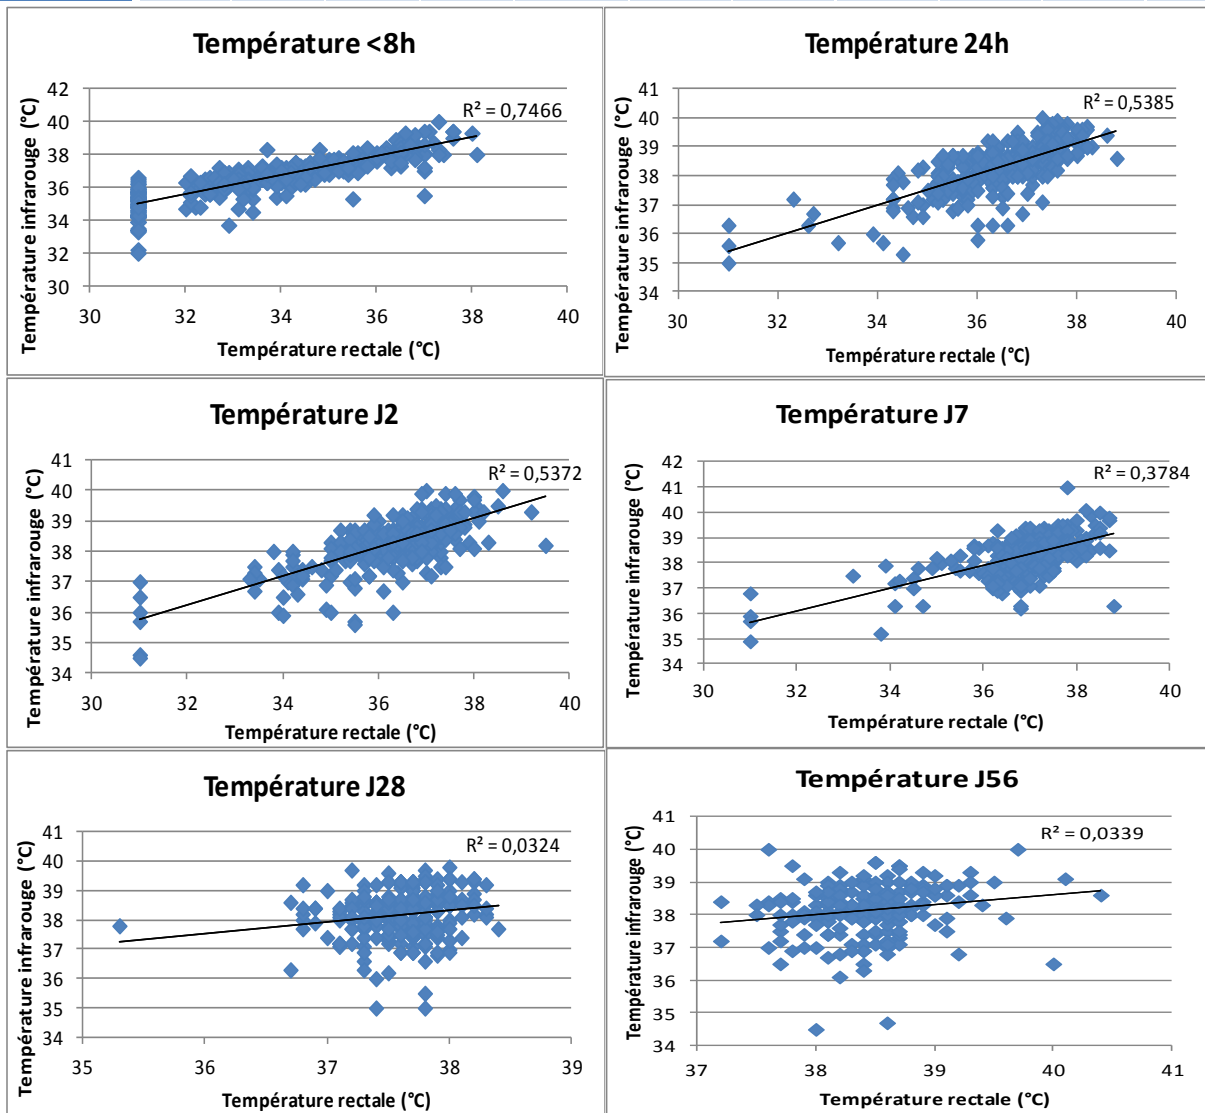 Température <8h
R² = 0,7466
Température infrarouge (°C)
42
40
38
36
34
32
30
30 32 34 36 38 40
Température rectale (°C)
Température 24h
R² = 0,5385
Température infrarouge (°C)
41
40
39
38
37
36
35
34
30 32 34 36 38 40
Température rectale (°C)
Température J2
R² = 0,5372
Température infrarouge (°C)
41
40
39
38
37
36
35
34
30 32 34 36 38 40
Température rectale (°C)
Température J7
R² = 0,3784
Température infrarouge (°C)
42
41
40
39
38
37
36
35
34
30 32 34 36 38 40
Température rectale (°C)
Température J28
R² = 0,0324
Température infrarouge (°C)
41
40
39
38
37
36
35
34
35 36 37 38 39
Température rectale (°C)
Température J56
R² = 0,0339
Température infrarouge (°C)
41
40
39
38
37
36
35
34
37 38 39 40 41
Température rectale (°C)